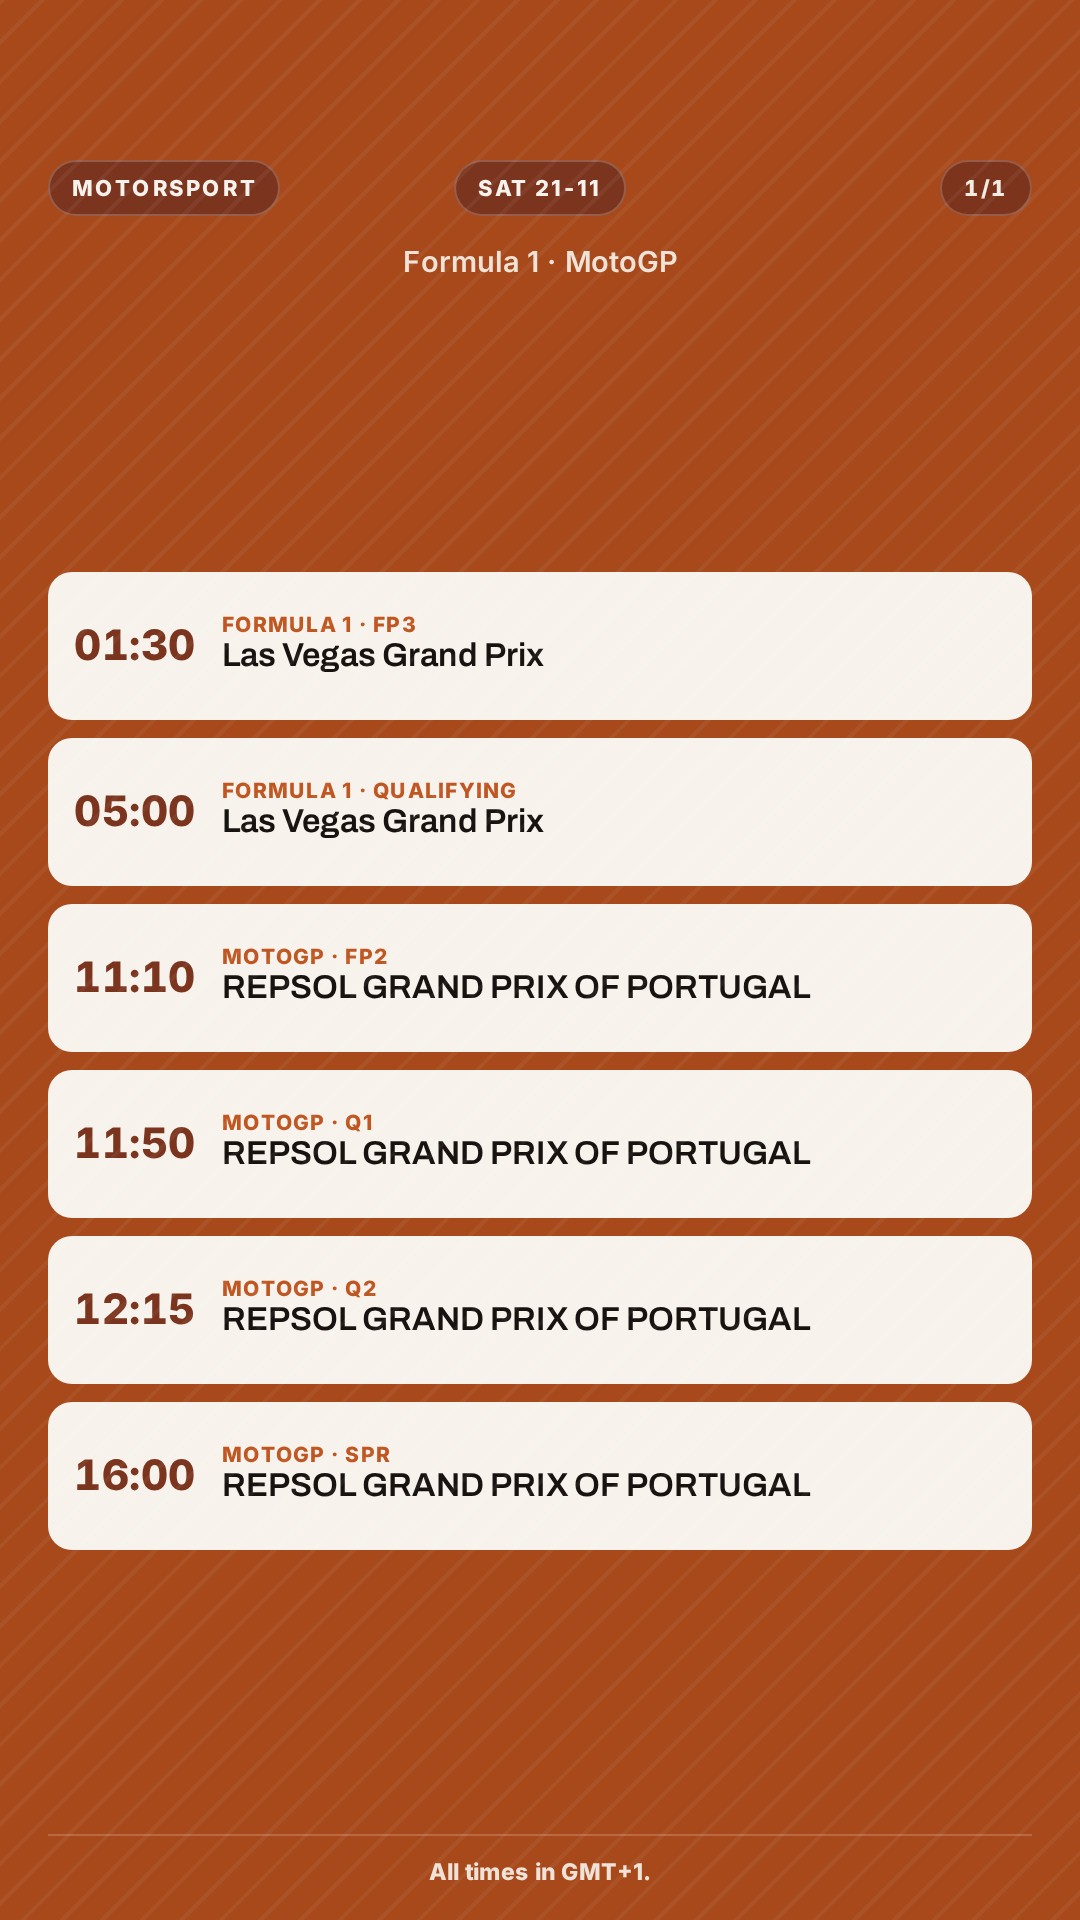 MOTORSPORT
SAT 21-11
1/1
Formula 1 · MotoGP
01:30
FORMULA 1 · FP3
Las Vegas Grand Prix
05:00
FORMULA 1 · QUALIFYING
Las Vegas Grand Prix
11:10
MOTOGP · FP2
REPSOL GRAND PRIX OF PORTUGAL
11:50
MOTOGP · Q1
REPSOL GRAND PRIX OF PORTUGAL
12:15
MOTOGP · Q2
REPSOL GRAND PRIX OF PORTUGAL
16:00
MOTOGP · SPR
REPSOL GRAND PRIX OF PORTUGAL
All times in GMT+1.